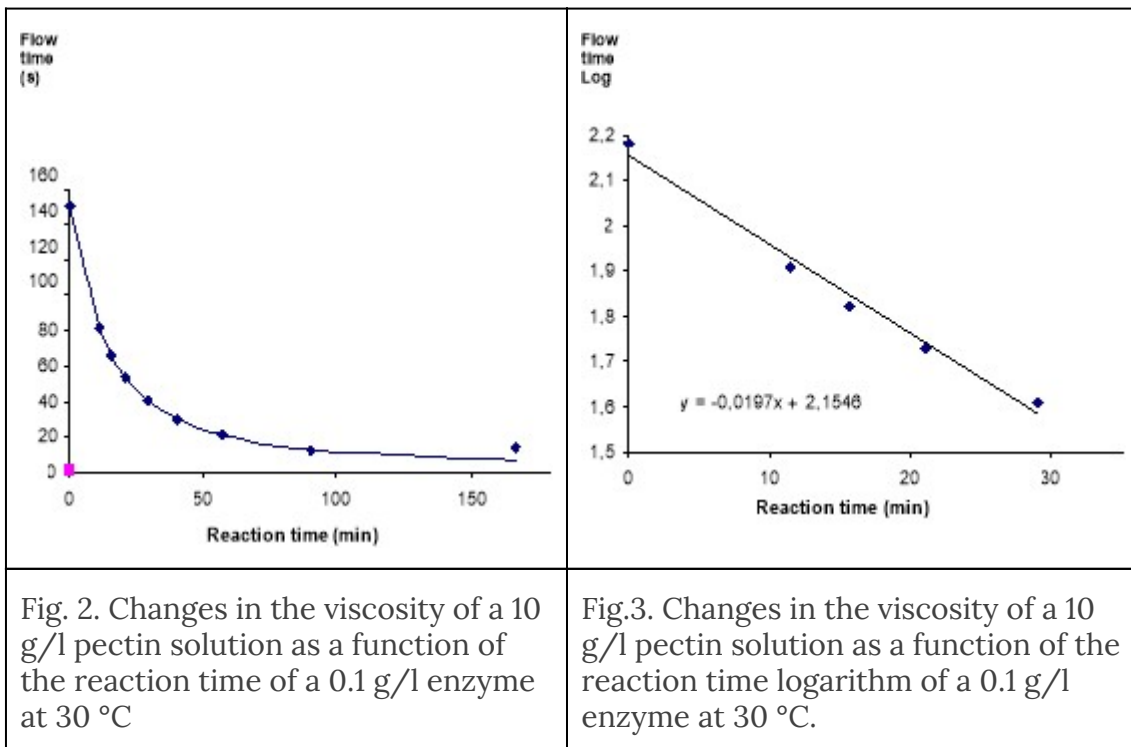 Flow
time
(s)
160
140
120
100
80
60
40
20
0
0 50 100 150
Reaction time (min)
Flow
time
Log
2,2
2,1
2
1,9
1,8
1,7
1,6
1,5
y = -0,0197x + 2,1546
0 10 20 30
Reaction time (min)
Fig. 2. Changes in the viscosity of a 10
g/l pectin solution as a function of
the reaction time of a 0.1 g/l enzyme
at 30 °C
Fig.3. Changes in the viscosity of a 10
g/l pectin solution as a function of the
reaction time logarithm of a 0.1 g/l
enzyme at 30 °C.